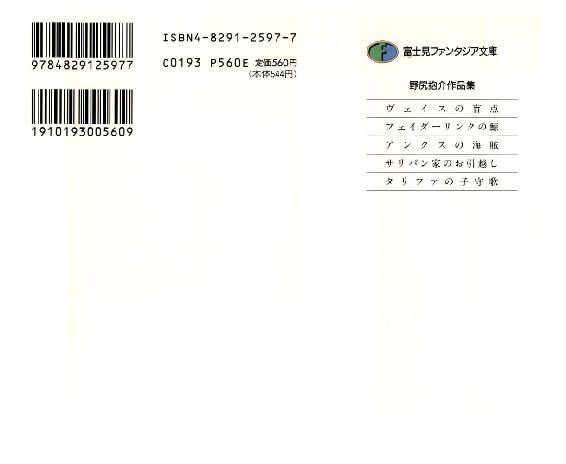 9784829125977
1910193005609
ISBN4-8291-2597-7
C0193 P560E 定価560円
(本体544円)
富士見ファンタジア文庫
野尻抱介作品集
ヴェイスの盲点
フェイダーリンクの鯨
アンクスの海賊
サリバン家のお引越し
タリファの子守歌